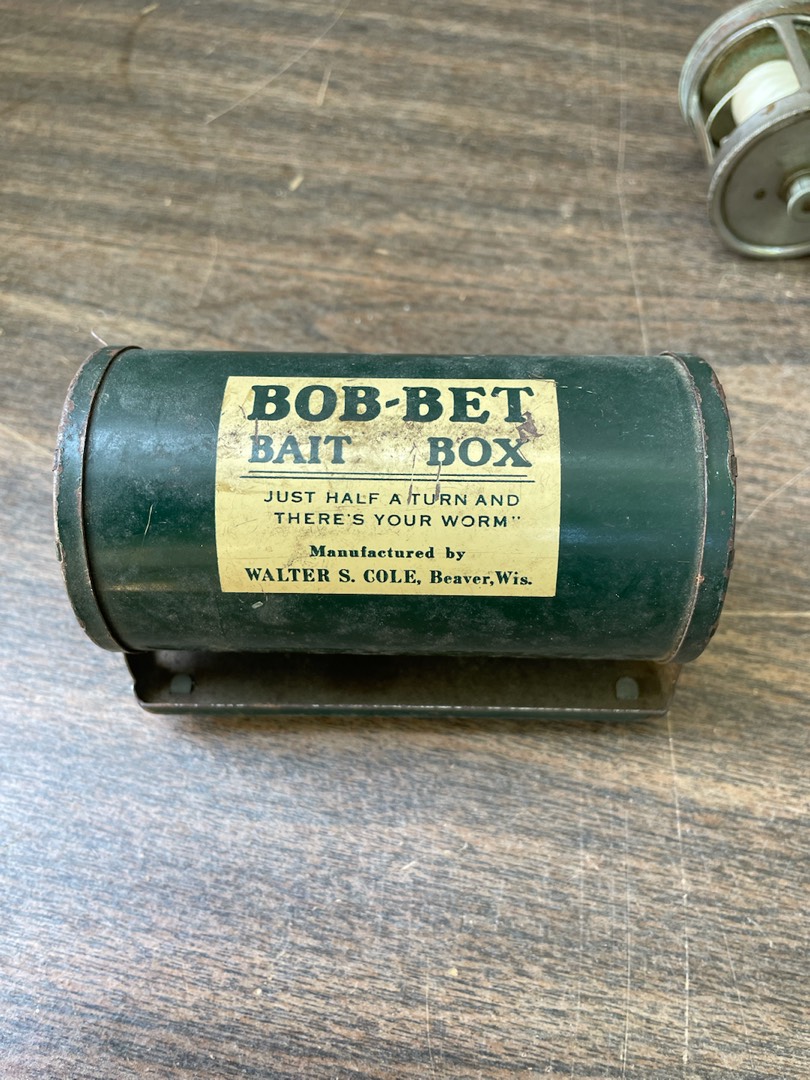 BOB-BET
BAIT BOX
JUST HALF A TURN AND
THERE'S YOUR WORM"
Manufactured by
WALTER S. COLE, Beaver, Wis.